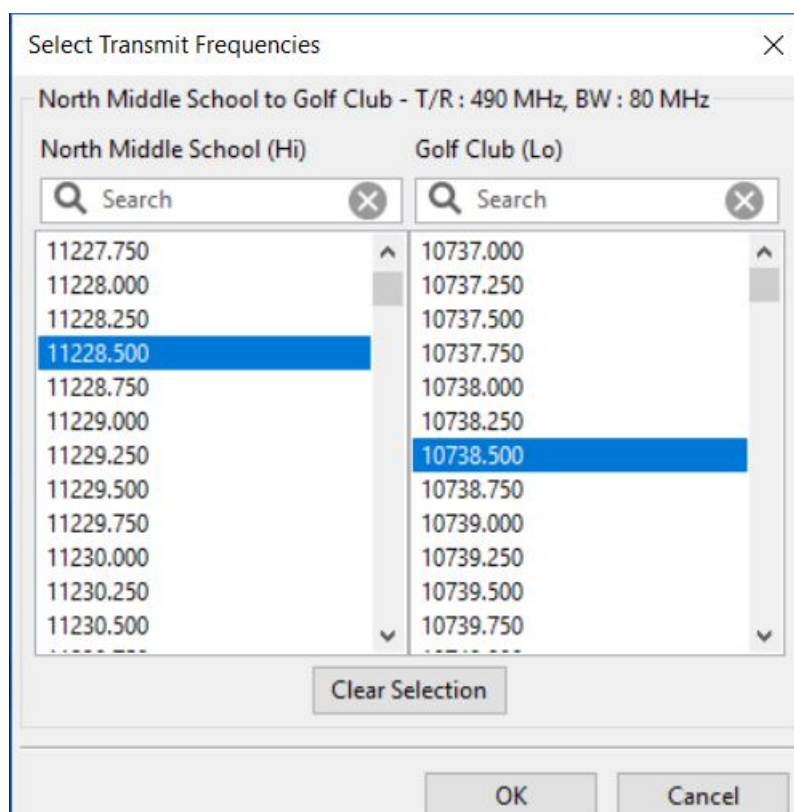 Select Transmit Frequencies
North Middle School to Golf Club - T/R : 490 MHz, BW : 80 MHz
North Middle School (Hi)
Search
11227.750
11228.000
11228.250
11228.500
11228.750
11229.000
11229.250
11229.500
11229.750
11230.000
11230.250
11230.500
Golf Club (Lo)
Search
10737.000
10737.250
10737.500
10737.750
10738.000
10738.250
10738.500
10738.750
10739.000
10739.250
10739.500
10739.750
Clear Selection
OK
Cancel